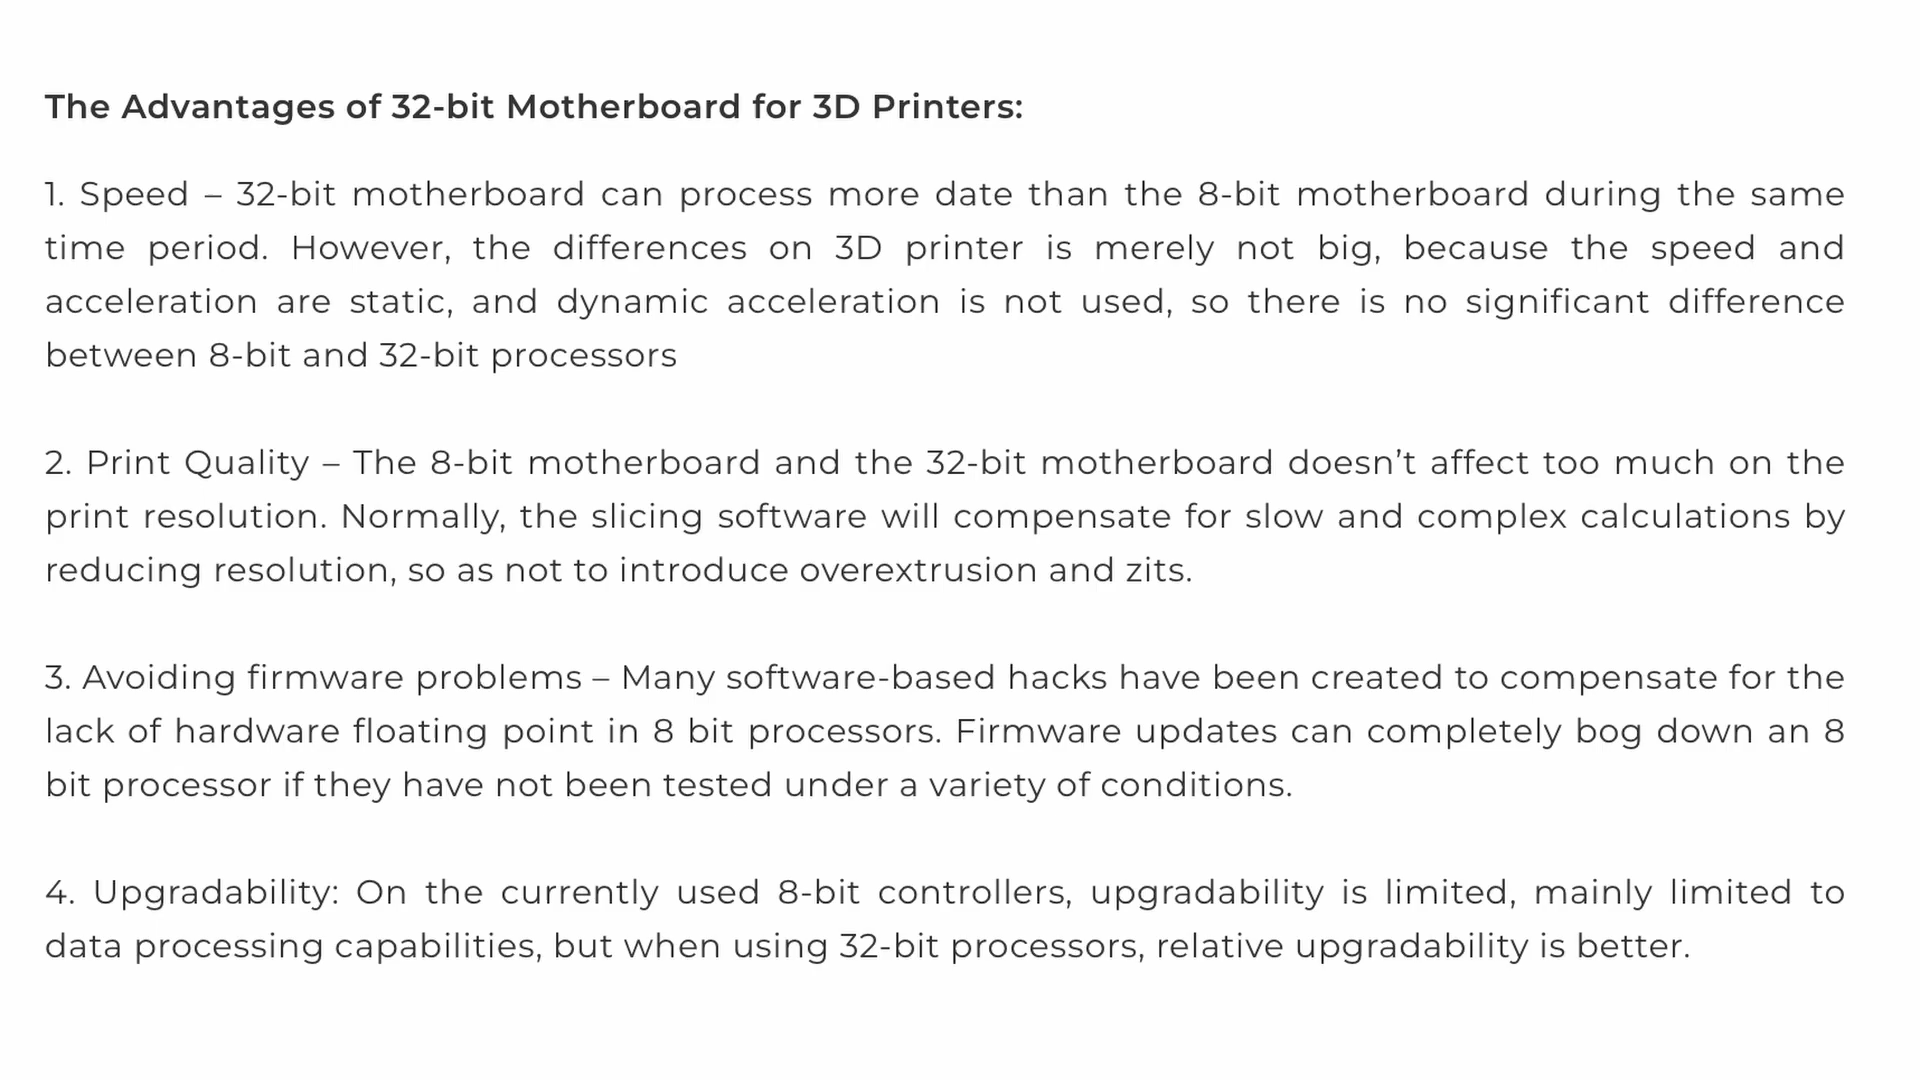 The Advantages of 32-bit Motherboard for 3D Printers:
1. Speed – 32-bit motherboard can process more date than the 8-bit motherboard during the same
time period. However, the differences on 3D printer is merely not big, because the speed and
acceleration are static, and dynamic acceleration is not used, so there is no significant difference
between 8-bit and 32-bit processors
2. Print Quality – The 8-bit motherboard and the 32-bit motherboard doesn’t affect too much on the
print resolution. Normally, the slicing software will compensate for slow and complex calculations by
reducing resolution, so as not to introduce overextrusion and zits.
3. Avoiding firmware problems – Many software-based hacks have been created to compensate for the
lack of hardware floating point in 8 bit processors. Firmware updates can completely bog down an 8
bit processor if they have not been tested under a variety of conditions.
4. Upgradability: On the currently used 8-bit controllers, upgradability is limited, mainly limited to
data processing capabilities, but when using 32-bit processors, relative upgradability is better.